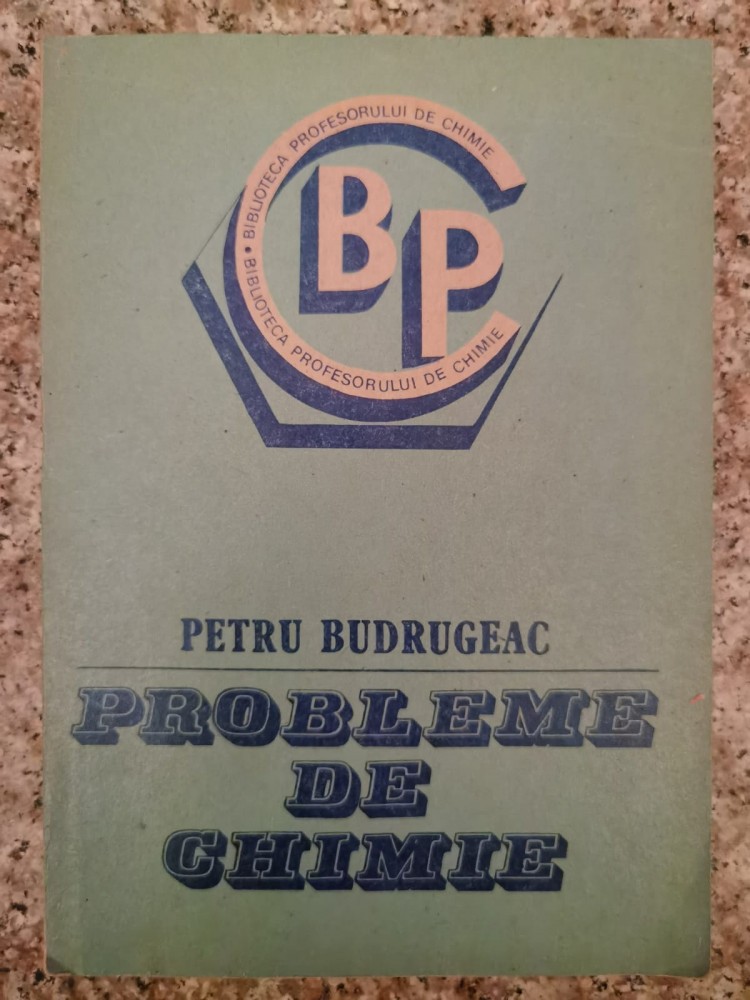 BIBLIOTECA PROFESORULUI DE CHIMIE • BIBLIOTECA PROFESORULUI DE CHIMIE
BP
PETRU BUDRUGEAC
PROBLEME
DE
CHIMIE